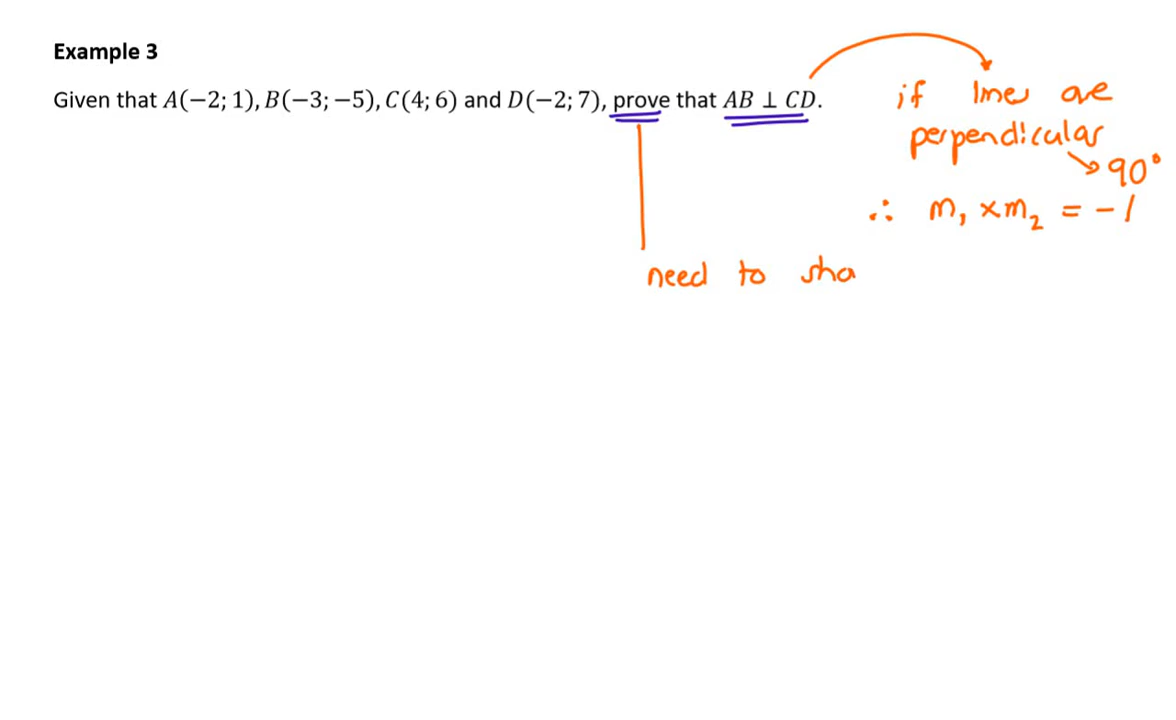 Example 3
Given that A(−2; 1), B(−3; −5), C(4; 6) and D(−2; 7), prove that AB ⊥ CD.
if lines are
perpendicular
90°
∴ m₁ × m₂ = −1
need to sho